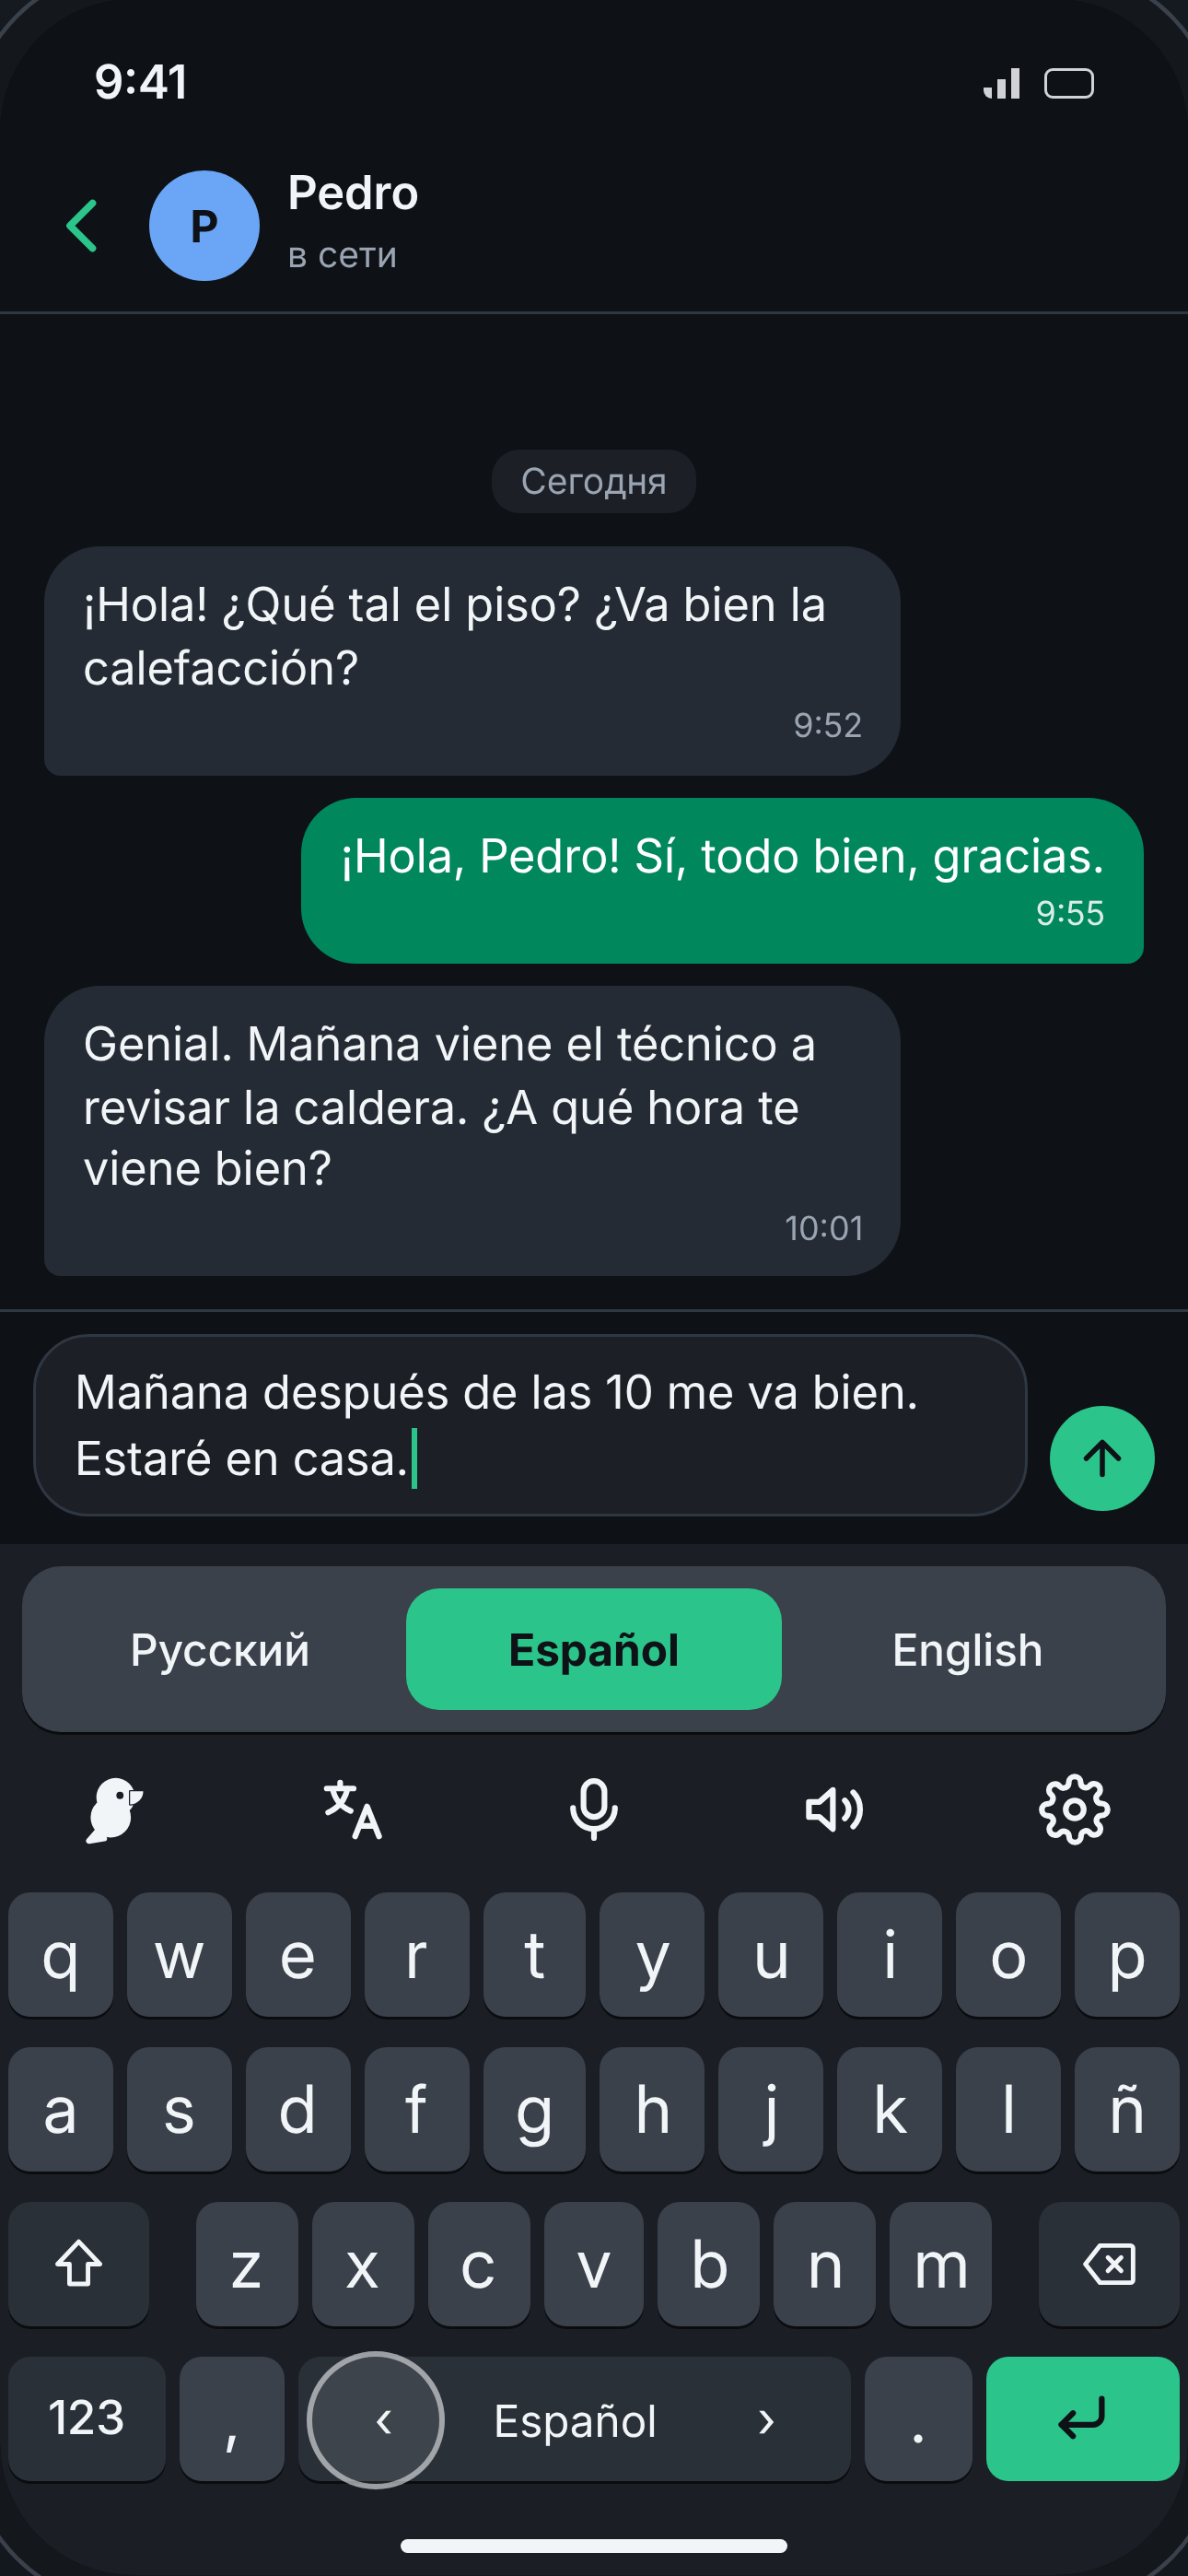 9:41
P
Pedro
в сети
Сегодня
¡Hola! ¿Qué tal el piso? ¿Va bien la
calefacción?
9:52
¡Hola, Pedro! Sí, todo bien, gracias.
9:55
Genial. Mañana viene el técnico a
revisar la caldera. ¿A qué hora te
viene bien?
10:01
Mañana después de las 10 me va bien.
Estaré en casa.
Русский Español English
q w e r t y u i o p
a s d f g h j k l ñ
z x c v b n m
123 , ‹ Español › .